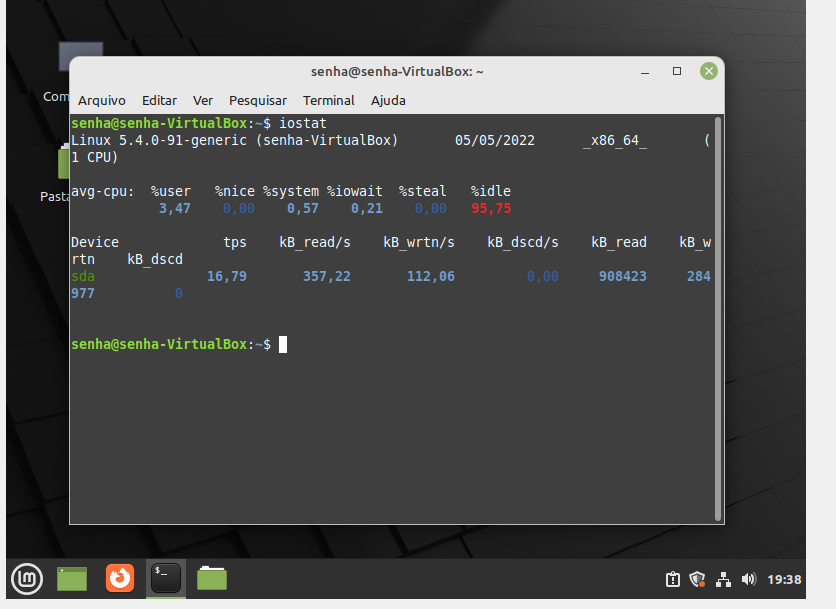 senha@senha-VirtualBox: ~
Com
Arquivo Editar Ver Pesquisar Terminal Ajuda
senha@senha-VirtualBox:~$ iostat
Linux 5.4.0-91-generic (senha-VirtualBox) 05/05/2022 _x86_64_ (
1 CPU)
Pasta
avg-cpu: %user %nice %system %iowait %steal %idle
3,47 0,00 0,57 0,21 0,00 95,75
Device tps kB_read/s kB_wrtn/s kB_dscd/s kB_read kB_w
rtn kB_dscd
sda 16,79 357,22 112,06 0,00 908423 284
977 0
senha@senha-VirtualBox:~$
19:38